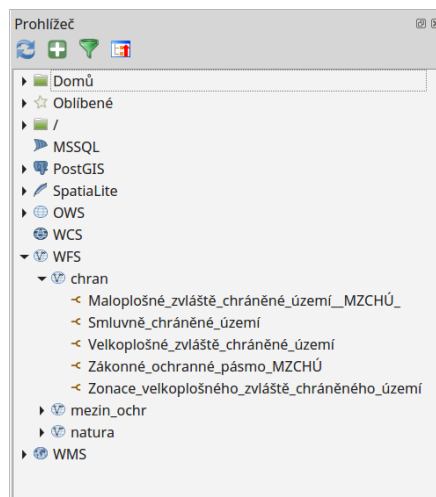 Prohlížeč
Domů
Oblíbené
/
MSSQL
PostGIS
SpatiaLite
OWS
WCS
WFS
chran
Maloplošné_zvláště_chráněné_území__MZCHÚ_
Smluvně_chráněné_území
Velkoplošné_zvláště_chráněné_území
Zákonné_ochranné_pásmo_MZCHÚ
Zonace_velkoplošného_zvláště_chráněného_území
mezin_ochr
natura
WMS